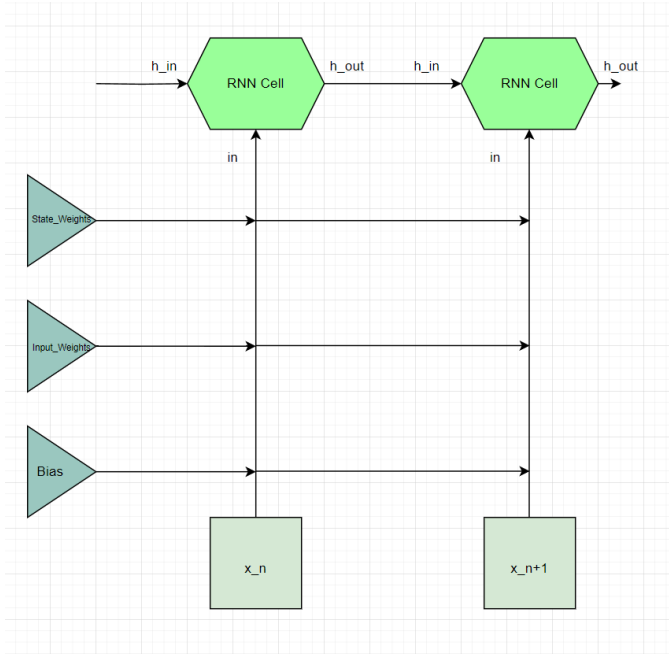 h_in
RNN Cell
h_out
h_in
RNN Cell
h_out
in
in
State_Weights
Input_Weights
Bias
x_n
x_n+1